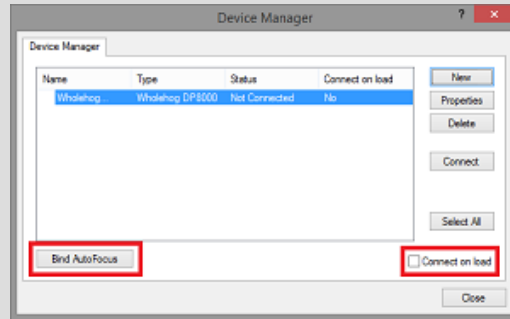 Device Manager
?
×
Device Manager
Name Type Status Connect on load
Wholehog... Wholehog DP8000 Not Connected No
New
Properties
Delete
Connect
Select All
Bind AutoFocus
Connect on load
Close